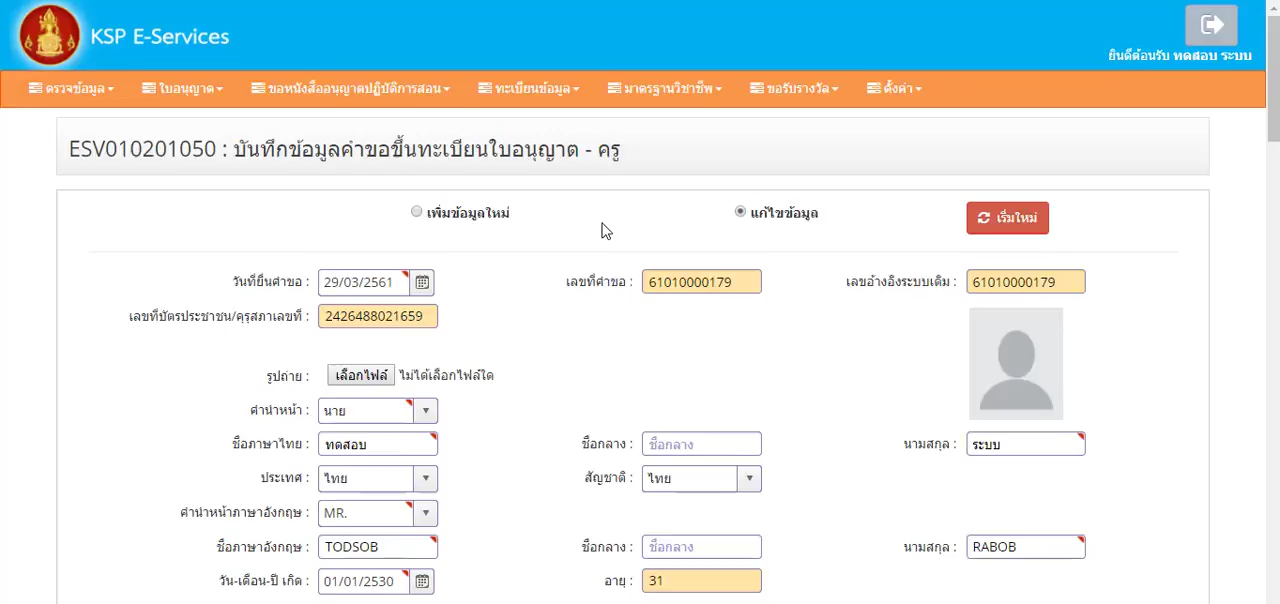 KSP E-Services
ยินดีต้อนรับ ทดสอบ ระบบ
ตรวจข้อมูล ใบอนุญาต ขอหนังสืออนุญาตปฏิบัติการสอน ทะเบียนข้อมูล มาตรฐานวิชาชีพ ขอรับรางวัล ตั้งค่า
ESV010201050 : บันทึกข้อมูลคำขอขึ้นทะเบียนใบอนุญาต - ครู
เพิ่มข้อมูลใหม่ แก้ไขข้อมูล เริ่มใหม่
วันที่ยื่นคำขอ : 29/03/2561 เลขที่คำขอ : 61010000179 เลขอ้างอิงระบบเดิม : 61010000179
เลขที่บัตรประชาชน/คุรุสภาเลขที่ : 2426488021659
รูปถ่าย : เลือกไฟล์ ไม่ได้เลือกไฟล์ใด
คำนำหน้า : นาย
ชื่อภาษาไทย : ทดสอบ ชื่อกลาง : ชื่อกลาง นามสกุล : ระบบ
ประเทศ : ไทย สัญชาติ : ไทย
คำนำหน้าภาษาอังกฤษ : MR.
ชื่อภาษาอังกฤษ : TODSOB ชื่อกลาง : ชื่อกลาง นามสกุล : RABOB
วัน-เดือน-ปี เกิด : 01/01/2530 อายุ : 31